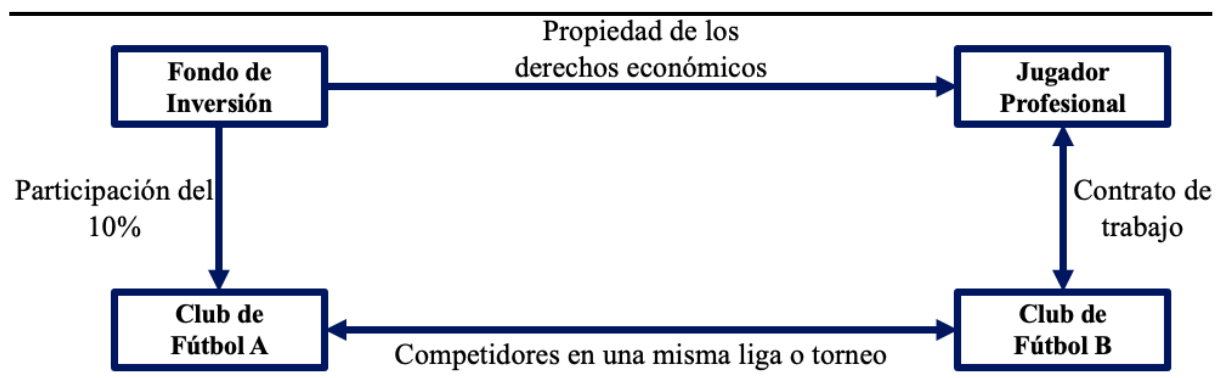 Propiedad de los
derechos económicos
Fondo de
Inversión
Jugador
Profesional
Participación del
10%
Contrato de
trabajo
Club de
Fútbol A
Club de
Fútbol B
Competidores en una misma liga o torneo